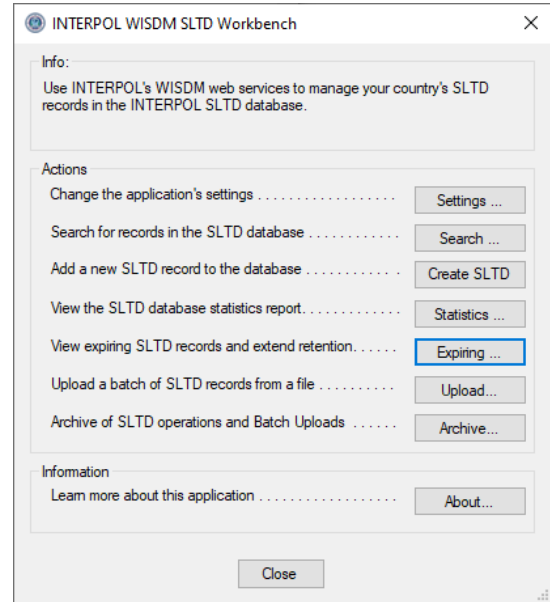 INTERPOL WISDM SLTD Workbench
Info:
Use INTERPOL's WISDM web services to manage your country's SLTD
records in the INTERPOL SLTD database.
Actions
Change the application's settings . . . . . . . . . . . . . . . . . . Settings ...
Search for records in the SLTD database . . . . . . . . . . . . Search ...
Add a new SLTD record to the database . . . . . . . . . . . . Create SLTD
View the SLTD database statistics report. . . . . . . . . . . . . Statistics ...
View expiring SLTD records and extend retention. . . . . . Expiring ...
Upload a batch of SLTD records from a file . . . . . . . . . . Upload...
Archive of SLTD operations and Batch Uploads . . . . . . Archive...
Information
Learn more about this application . . . . . . . . . . . . . . . . . . About...
Close